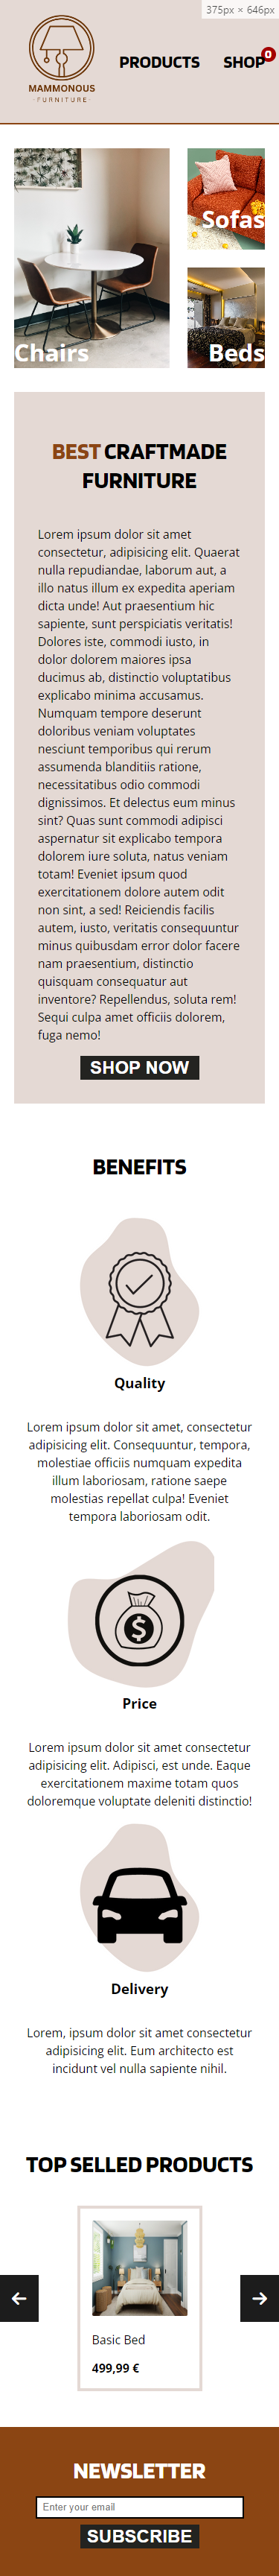 375px × 646px
MAMMONOUS
·FURNITURE·
PRODUCTS
SHOP
0
Sofas
Chairs
Beds
BEST CRAFTMADE
FURNITURE
Lorem ipsum dolor sit amet
consectetur, adipisicing elit. Quaerat
nulla repudiandae, laborum aut, a
illo natus illum ex expedita aperiam
dicta unde! Aut praesentium hic
sapiente, sunt perspiciatis veritatis!
Dolores iste, commodi iusto, in
dolor dolorem maiores ipsa
ducimus ab, distinctio voluptatibus
explicabo minima accusamus.
Numquam tempore deserunt
doloribus veniam voluptates
nesciunt temporibus qui rerum
assumenda blanditiis ratione,
necessitatibus odio commodi
dignissimos. Et delectus eum minus
sint? Quas sunt commodi adipisci
aspernatur sit explicabo tempora
dolorem iure soluta, natus veniam
totam! Eveniet ipsum quod
exercitationem dolore autem odit
non sint, a sed! Reiciendis facilis
autem, iusto, veritatis consequuntur
minus quibusdam error dolor facere
nam praesentium, distinctio
quisquam consequatur aut
inventore? Repellendus, soluta rem!
Sequi culpa amet officiis dolorem,
fuga nemo!
SHOP NOW
BENEFITS
Quality
Lorem ipsum dolor sit amet, consectetur
adipisicing elit. Consequuntur, tempora,
molestiae officiis numquam expedita
illum laboriosam, ratione saepe
molestias repellat culpa! Eveniet
tempora laboriosam odit.
$
Price
Lorem ipsum dolor sit amet consectetur
adipisicing elit. Adipisci, est unde. Eaque
exercitationem maxime totam quos
doloremque voluptate deleniti distinctio!
Delivery
Lorem, ipsum dolor sit amet consectetur
adipisicing elit. Eum architecto est
incidunt vel nulla sapiente nihil.
TOP SELLED PRODUCTS
Basic Bed
499,99 €
NEWSLETTER
Enter your email
SUBSCRIBE